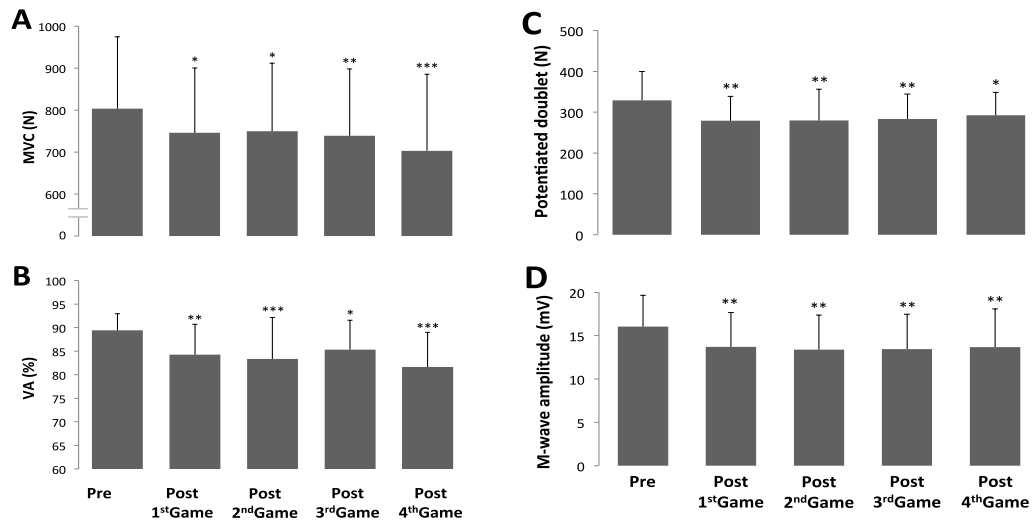 A
MVC (N)
1000
900
800
700
600
0
* * ** ***
B
VA (%)
100
95
90
85
80
75
70
65
60
** *** * ***
Pre Post Post Post Post
1stGame 2ndGame 3rdGame 4thGame
C
Potentiated doublet (N)
500
400
300
200
100
0
** ** ** *
D
M-wave amplitude (mV)
20
15
10
5
0
** ** ** **
Pre Post Post Post Post
1stGame 2ndGame 3rdGame 4thGame